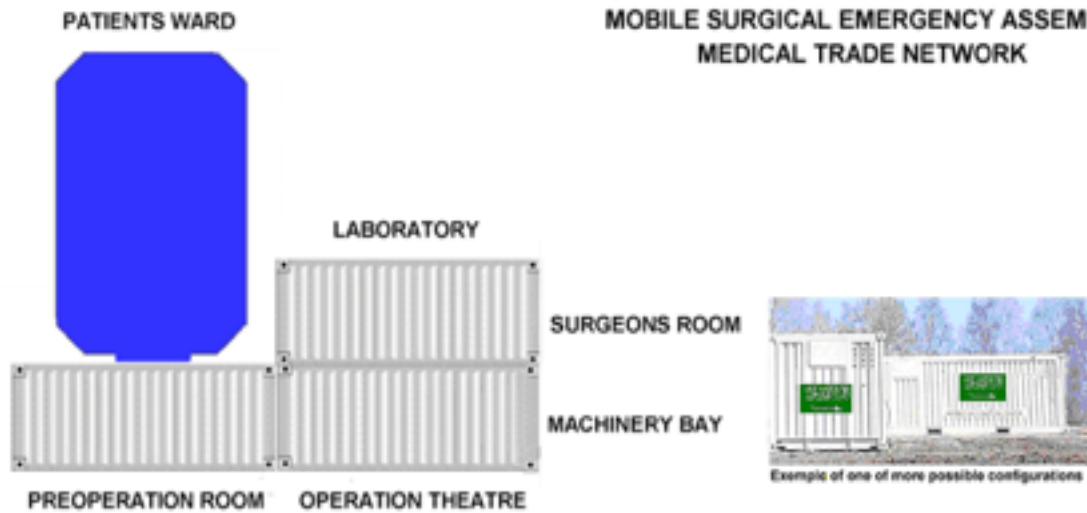 PATIENTS WARD
MOBILE SURGICAL EMERGENCY ASSEM
MEDICAL TRADE NETWORK
LABORATORY
SURGEONS ROOM
MACHINERY BAY
PREOPERATION ROOM
OPERATION THEATRE
Exemple of one of more possible configurations